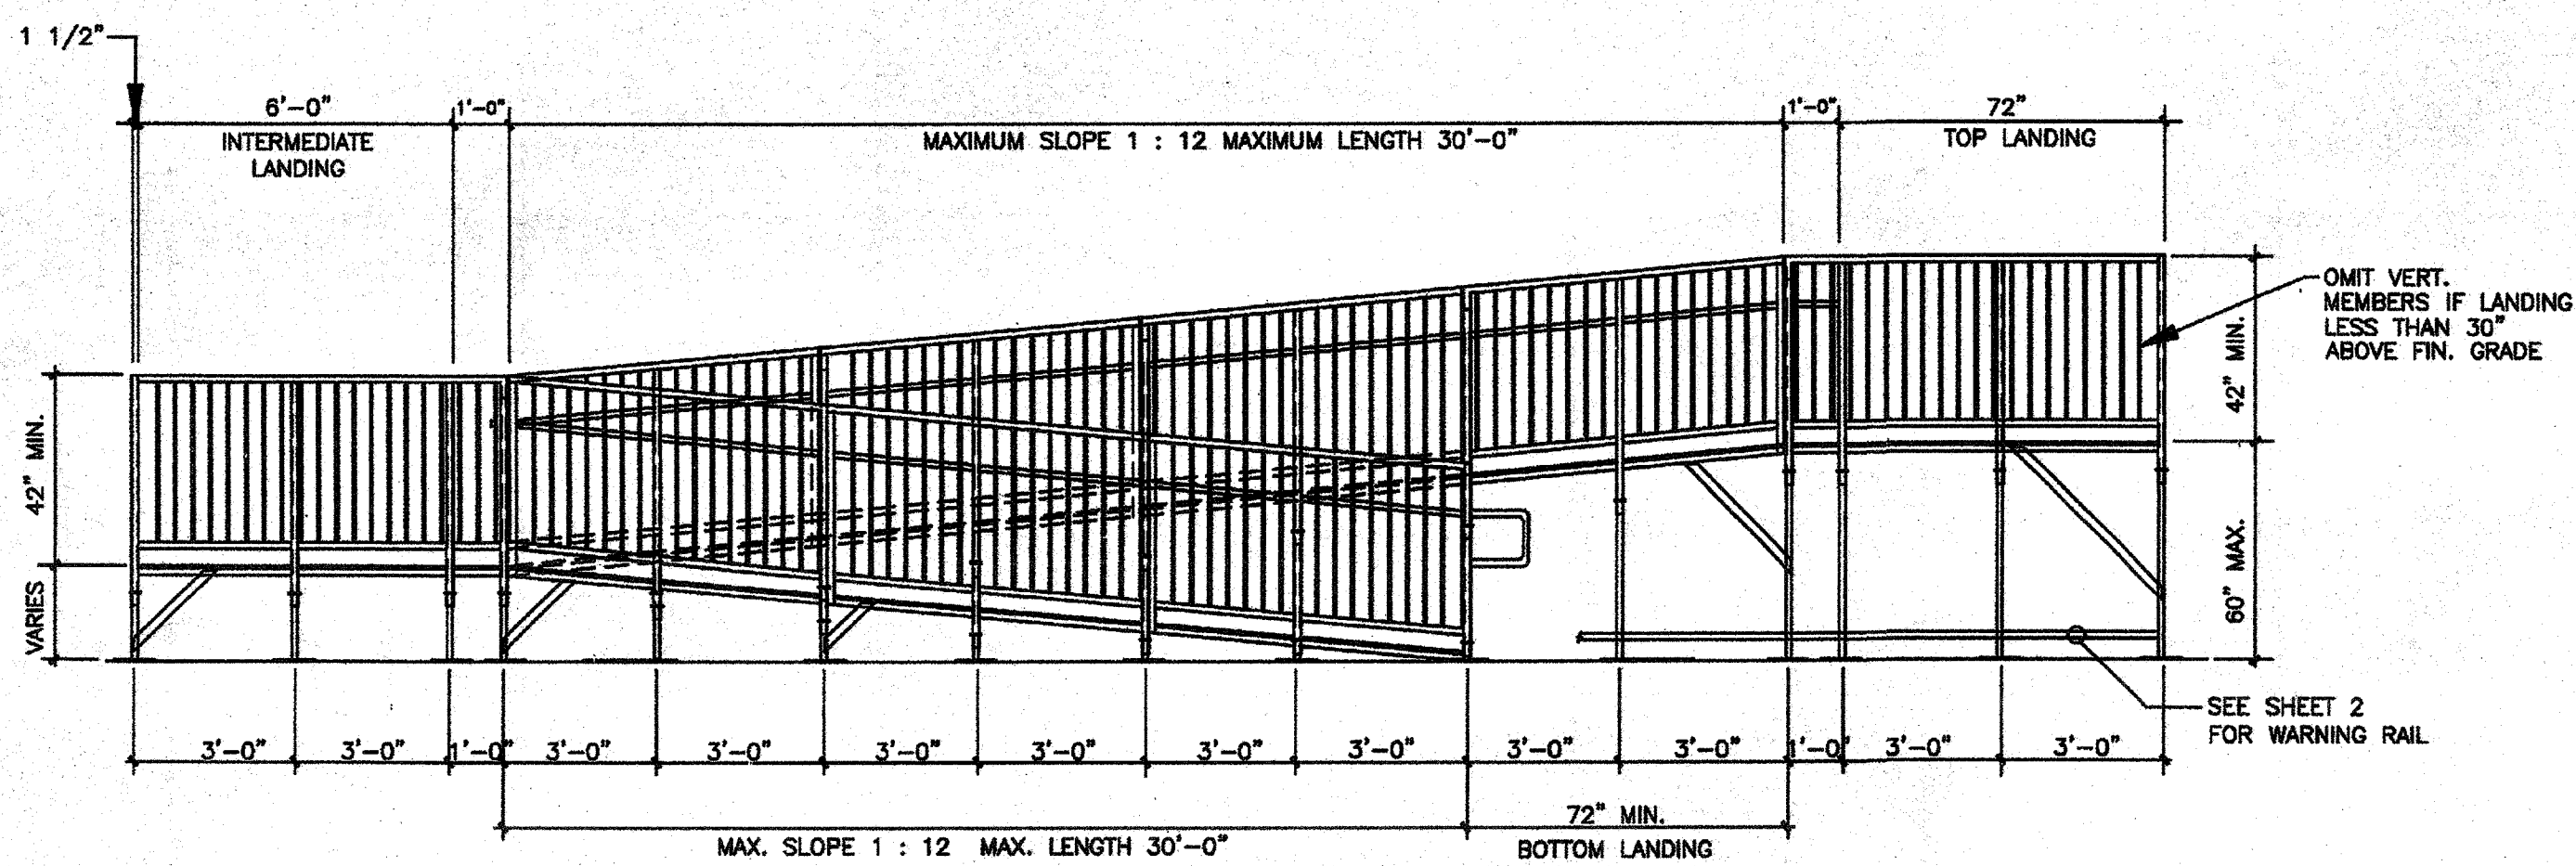 1 1/2"
6'-0"
1'-0"
1'-0"
72"
INTERMEDIATE
LANDING
MAXIMUM SLOPE 1 : 12 MAXIMUM LENGTH 30'-0"
TOP LANDING
OMIT VERT.
MEMBERS IF LANDING
LESS THAN 30"
ABOVE FIN. GRADE
42" MIN.
42" MIN.
VARIES
60" MAX.
SEE SHEET 2
FOR WARNING RAIL
3'-0"
3'-0"
1'-0"
3'-0"
3'-0"
3'-0"
3'-0"
3'-0"
3'-0"
3'-0"
3'-0"
1'-0"
3'-0"
3'-0"
72" MIN.
MAX. SLOPE 1 : 12 MAX. LENGTH 30'-0"
BOTTOM LANDING